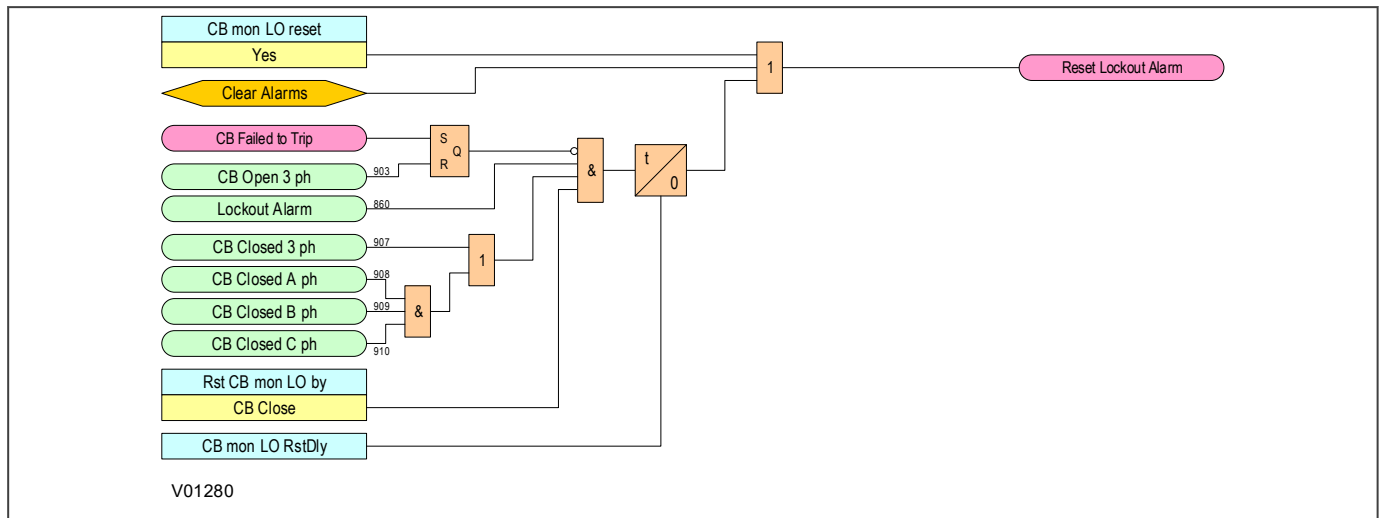 CB mon LO reset
Yes
1
Reset Lockout Alarm
Clear Alarms
CB Failed to Trip
S
Q
R
CB Open 3 ph
903
&
t
0
Lockout Alarm
860
CB Closed 3 ph
907
1
CB Closed A ph
908
CB Closed B ph
909
&
CB Closed C ph
910
Rst CB mon LO by
CB Close
CB mon LO RstDly
V01280